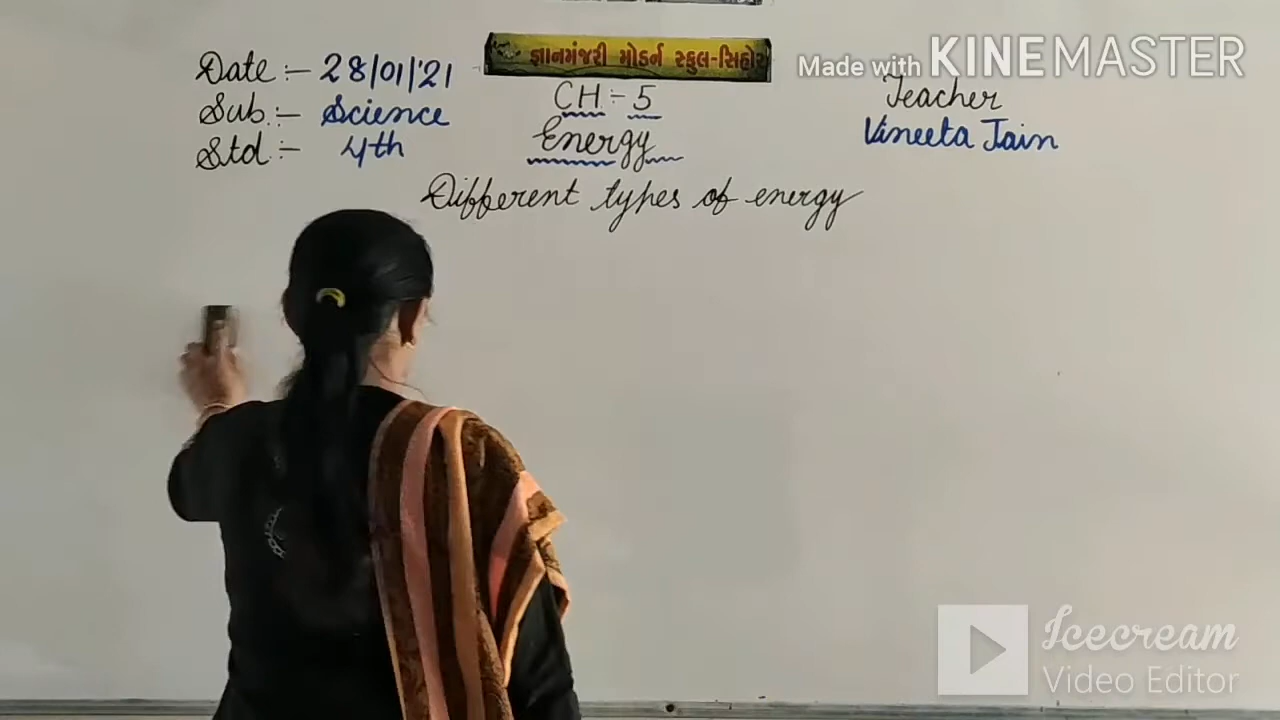 જ્ઞાનમંજરી મોડર્ન સ્કુલ-સિહોર
Made with KINEMASTER
Date :- 28/01/'21
CH :- 5
Teacher
Sub :- Science
Energy
Vineeta Jain
Std :- 4th
Different types of energy
Icecream
Video Editor